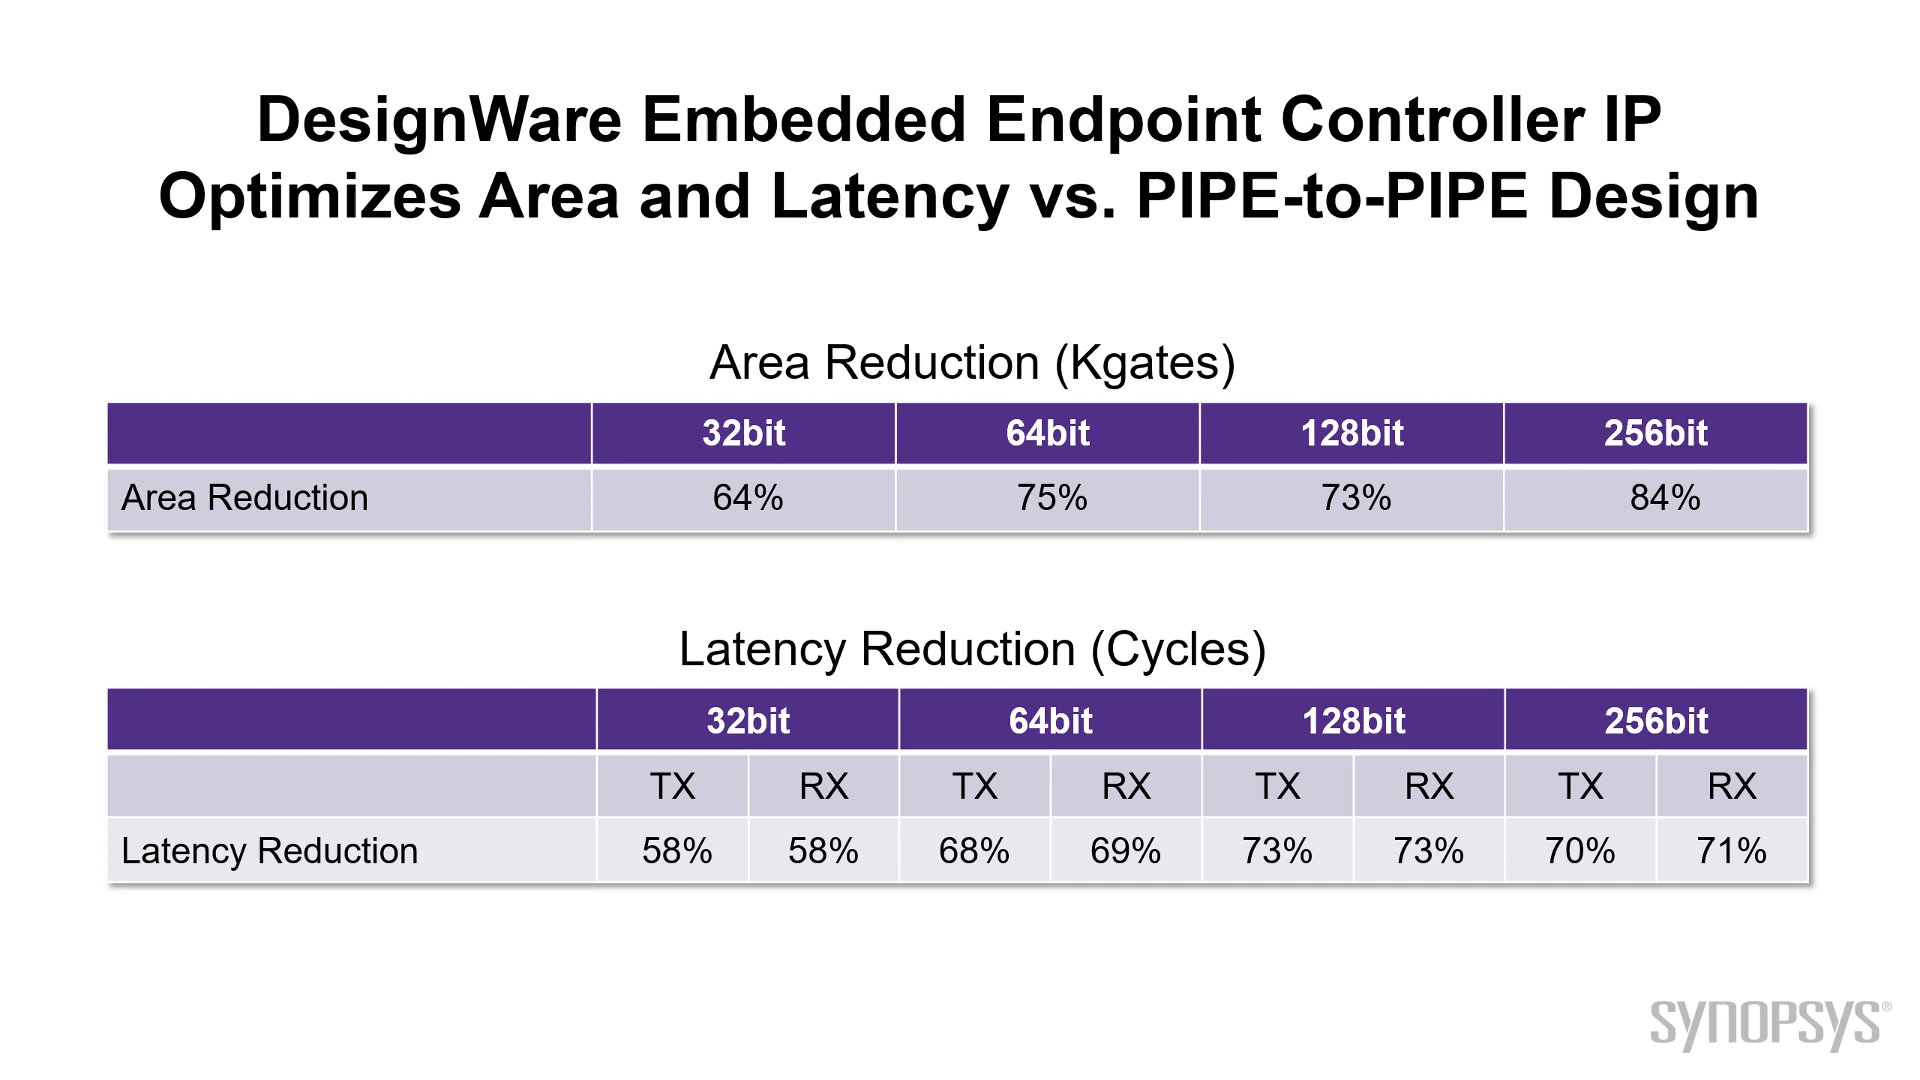 DesignWare Embedded Endpoint Controller IP
Optimizes Area and Latency vs. PIPE-to-PIPE Design
Area Reduction (Kgates)
32bit 64bit 128bit 256bit
Area Reduction 64% 75% 73% 84%
Latency Reduction (Cycles)
32bit 64bit 128bit 256bit
TX RX TX RX TX RX TX RX
Latency Reduction 58% 58% 68% 69% 73% 73% 70% 71%
SYNOPSYS®